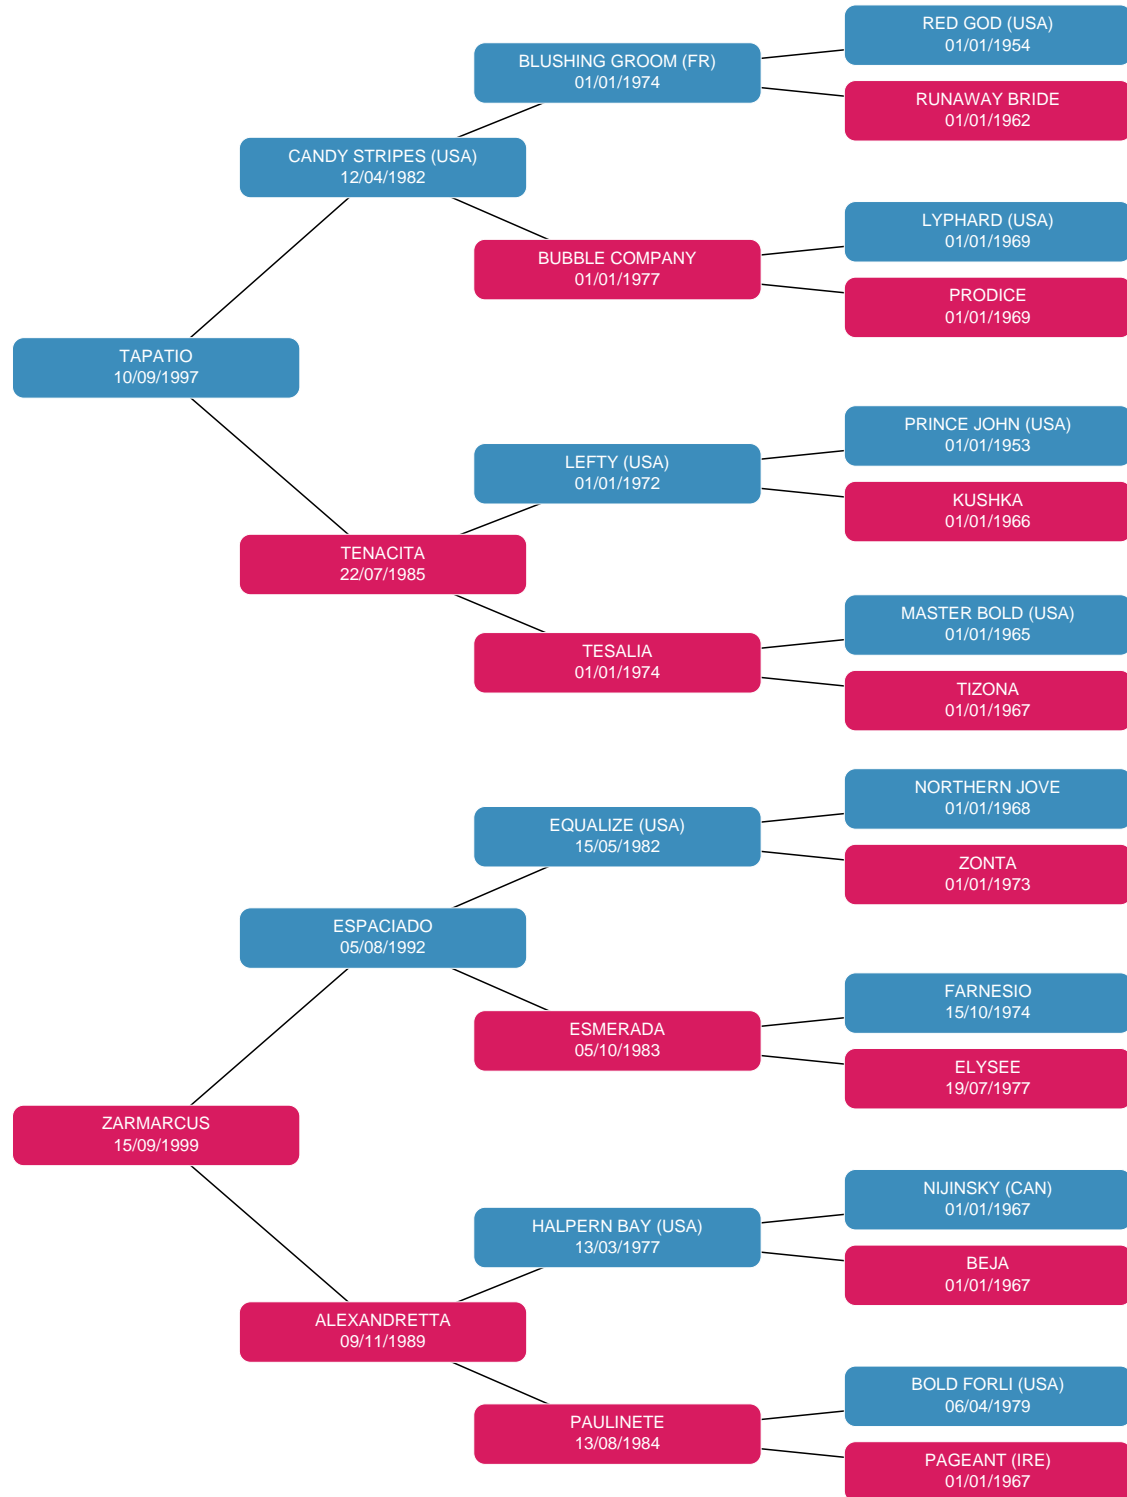 RED GOD (USA)
01/01/1954
BLUSHING GROOM (FR)
01/01/1974
RUNAWAY BRIDE
01/01/1962
CANDY STRIPES (USA)
12/04/1982
LYPHARD (USA)
01/01/1969
BUBBLE COMPANY
01/01/1977
PRODICE
01/01/1969
TAPATIO
10/09/1997
PRINCE JOHN (USA)
01/01/1953
LEFTY (USA)
01/01/1972
KUSHKA
01/01/1966
TENACITA
22/07/1985
MASTER BOLD (USA)
01/01/1965
TESALIA
01/01/1974
TIZONA
01/01/1967
NORTHERN JOVE
01/01/1968
EQUALIZE (USA)
15/05/1982
ZONTA
01/01/1973
ESPACIADO
05/08/1992
FARNESIO
15/10/1974
ESMERADA
05/10/1983
ELYSEE
19/07/1977
ZARMARCUS
15/09/1999
NIJINSKY (CAN)
01/01/1967
HALPERN BAY (USA)
13/03/1977
BEJA
01/01/1967
ALEXANDRETTA
09/11/1989
BOLD FORLI (USA)
06/04/1979
PAULINETE
13/08/1984
PAGEANT (IRE)
01/01/1967